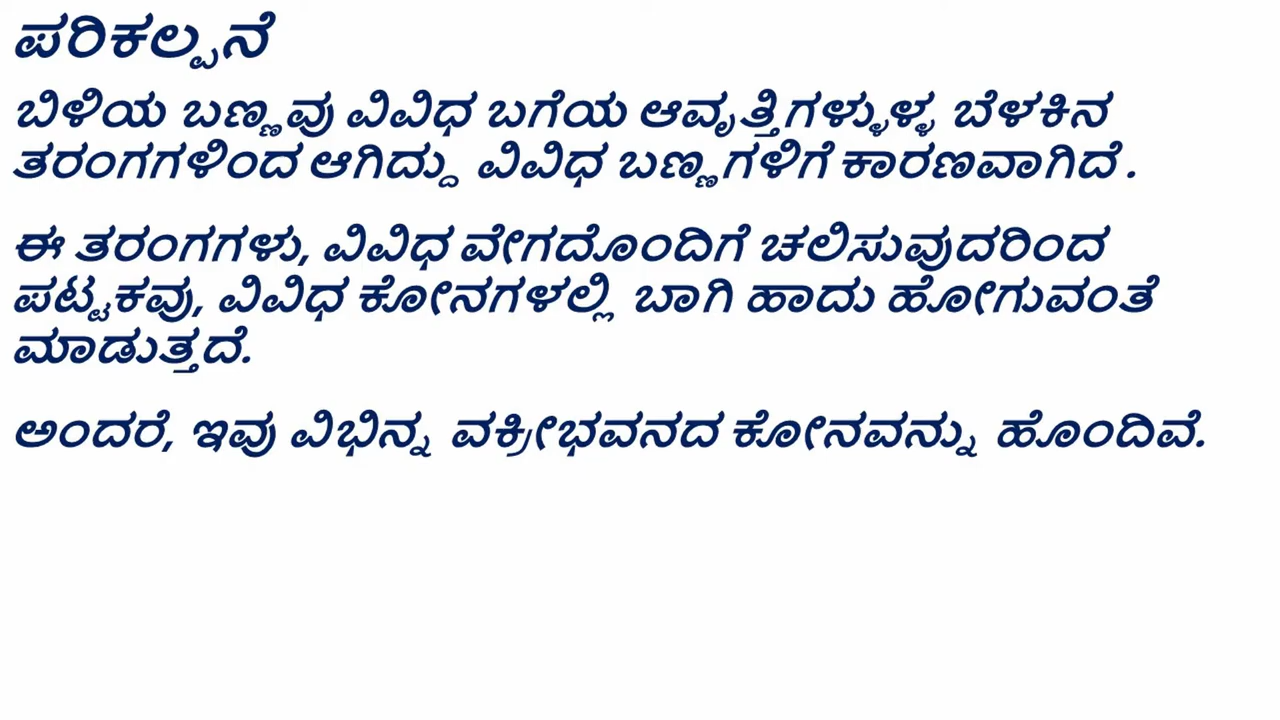 ಪರಿಕಲ್ಪನೆ
ಬಿಳಿಯ ಬಣ್ಣವು ವಿವಿಧ ಬಗೆಯ ಆವೃತ್ತಿಗಳ್ಳುಳ್ಳ ಬೆಳಕಿನ
ತರಂಗಗಳಿಂದ ಆಗಿದ್ದು ವಿವಿಧ ಬಣ್ಣಗಳಿಗೆ ಕಾರಣವಾಗಿದೆ .
ಈ ತರಂಗಗಳು, ವಿವಿಧ ವೇಗದೊಂದಿಗೆ ಚಲಿಸುವುದರಿಂದ
ಪಟ್ಟಕವು, ವಿವಿಧ ಕೋನಗಳಲ್ಲಿ ಬಾಗಿ ಹಾದು ಹೋಗುವಂತೆ
ಮಾಡುತ್ತದೆ.
ಅಂದರೆ, ಇವು ವಿಭಿನ್ನ ವಕ್ರೀಭವನದ ಕೋನವನ್ನು ಹೊಂದಿವೆ.